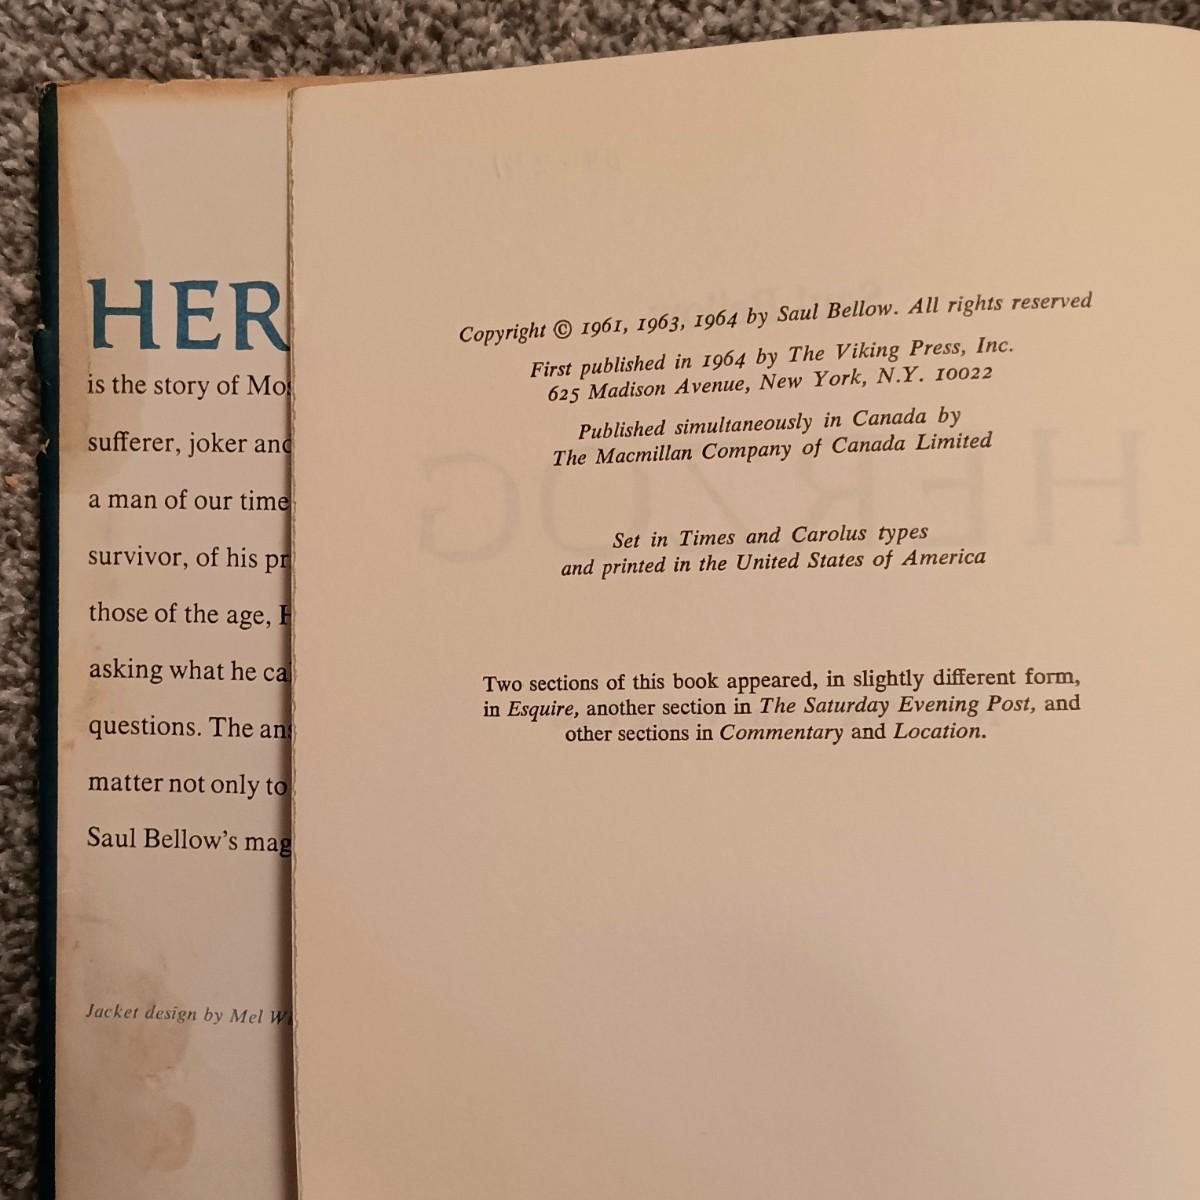 HER
is the story of
sufferer, joker and
a man of our time
survivor, of his
those of the age,
asking what he
questions. The
matter not only to
Saul Bellow's
Jacket design by Mel
Copyright © 1961, 1963, 1964 by Saul Bellow. All rights reserved
First published in 1964 by The Viking Press, Inc.
625 Madison Avenue, New York, N.Y. 10022
Published simultaneously in Canada by
The Macmillan Company of Canada Limited
HERZOG
Set in Times and Carolus types
and printed in the United States of America
Two sections of this book appeared, in slightly different form,
in Esquire, another section in The Saturday Evening Post, and
other sections in Commentary and Location.